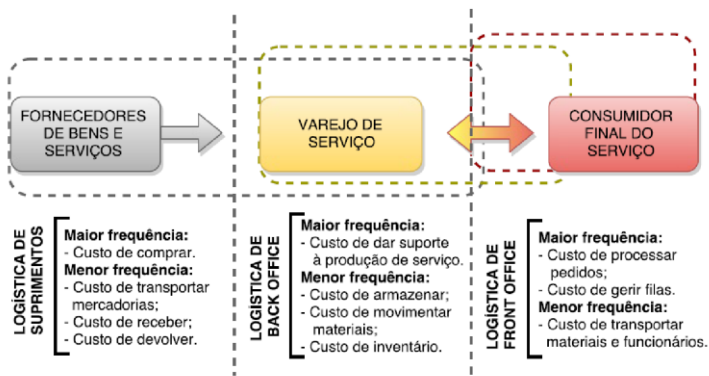 FORNECEDORES
DE BENS E
SERVIÇOS
VAREJO DE
SERVIÇO
CONSUMIDOR
FINAL DO
SERVIÇO
LOGÍSTICA DE
SUPRIMENTOS
Maior frequência:
- Custo de comprar.
Menor frequência:
- Custo de transportar
mercadorias;
- Custo de receber;
- Custo de devolver.
LOGÍSTICA DE
BACK OFFICE
Maior frequência:
- Custo de dar suporte
à produção de serviço.
Menor frequência:
- Custo de armazenar;
- Custo de movimentar
materiais;
- Custo de inventário.
LOGÍSTICA DE
FRONT OFFICE
Maior frequência:
- Custo de processar
pedidos;
- Custo de gerir filas.
Menor frequência:
- Custo de transportar
materiais e funcionários.